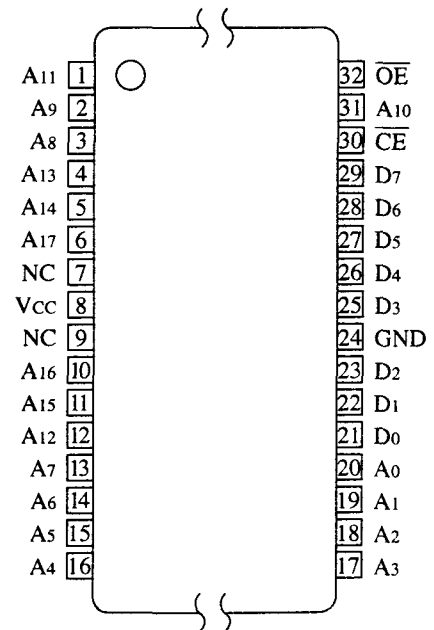 A11 1 32 O̅E̅
A9 2 31 A10
A8 3 30 C̅E̅
A13 4 29 D7
A14 5 28 D6
A17 6 27 D5
NC 7 26 D4
VCC 8 25 D3
NC 9 24 GND
A16 10 23 D2
A15 11 22 D1
A12 12 21 D0
A7 13 20 A0
A6 14 19 A1
A5 15 18 A2
A4 16 17 A3